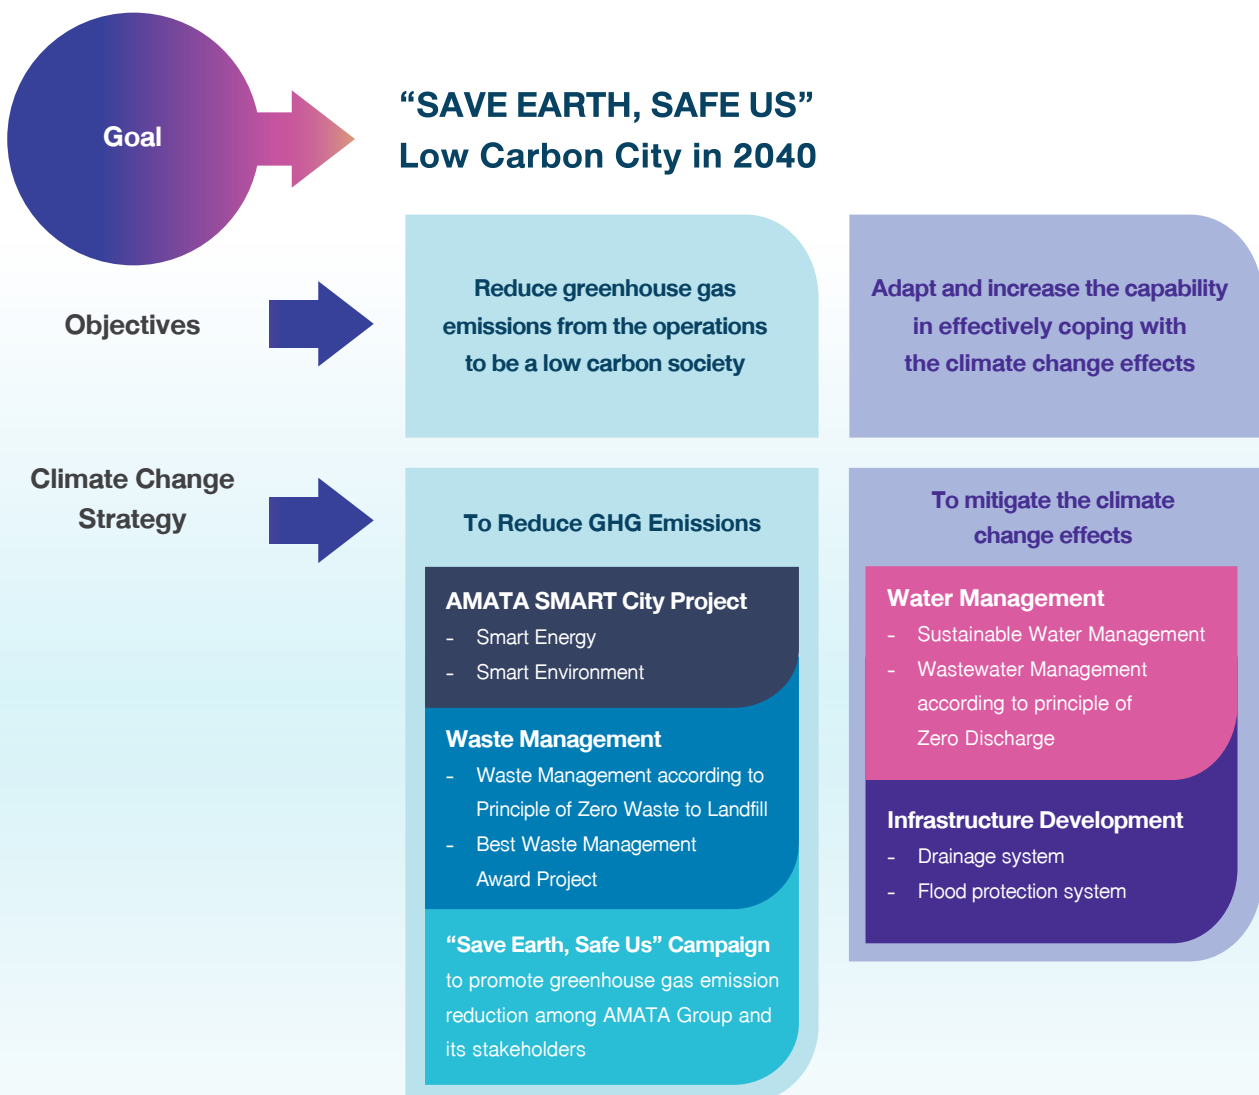 Goal
“SAVE EARTH, SAFE US”
Low Carbon City in 2040
Objectives
Reduce greenhouse gas
emissions from the operations
to be a low carbon society
Adapt and increase the capability
in effectively coping with
the climate change effects
Climate Change
Strategy
To Reduce GHG Emissions
AMATA SMART City Project
- Smart Energy
- Smart Environment
Waste Management
- Waste Management according to
Principle of Zero Waste to Landfill
- Best Waste Management
Award Project
“Save Earth, Safe Us” Campaign
to promote greenhouse gas emission
reduction among AMATA Group and
its stakeholders
To mitigate the climate
change effects
Water Management
- Sustainable Water Management
- Wastewater Management
according to principle of
Zero Discharge
Infrastructure Development
- Drainage system
- Flood protection system